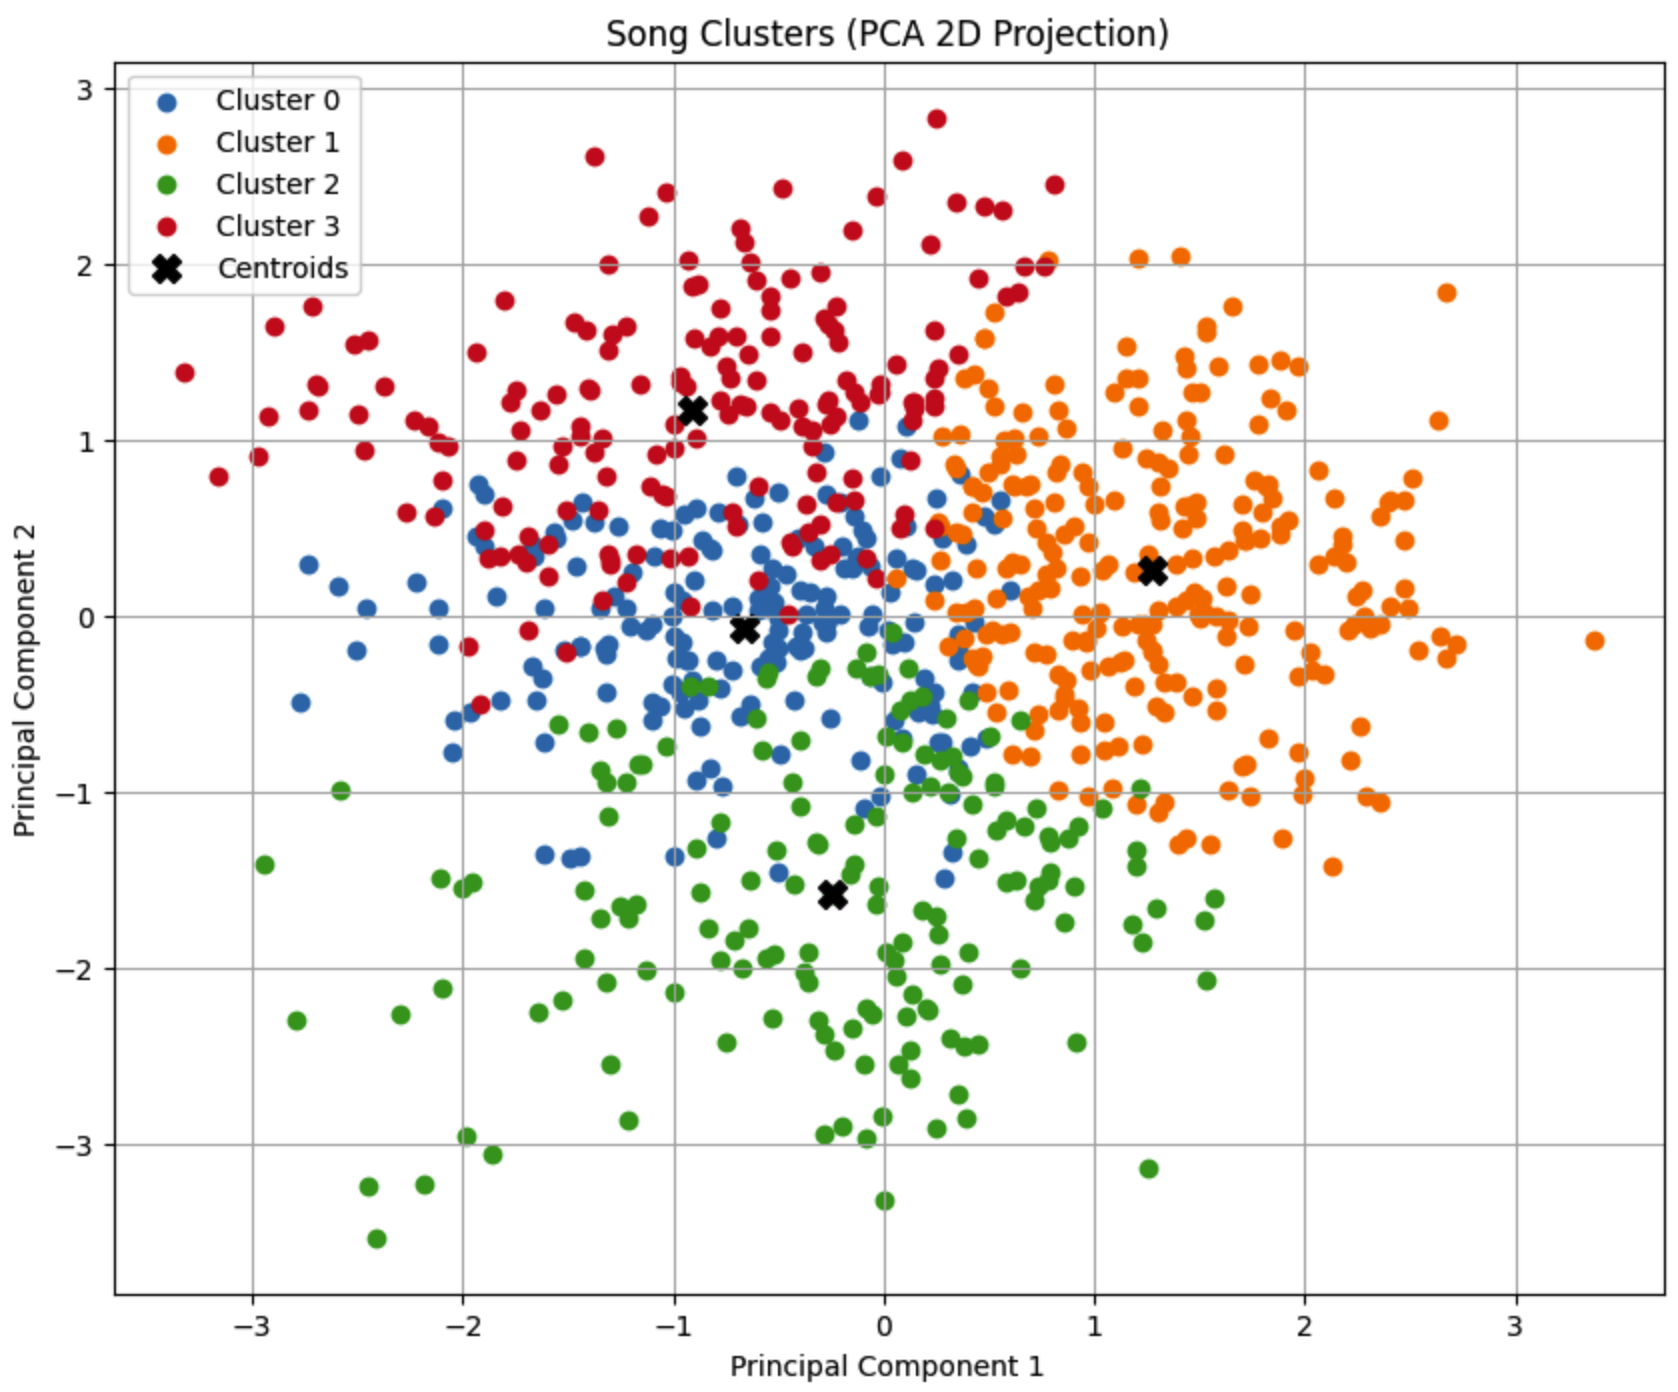 Song Clusters (PCA 2D Projection)
Cluster 0
Cluster 1
Cluster 2
Cluster 3
Centroids
3
2
1
0
−1
−2
−3
Principal Component 2
−3
−2
−1
0
1
2
3
Principal Component 1